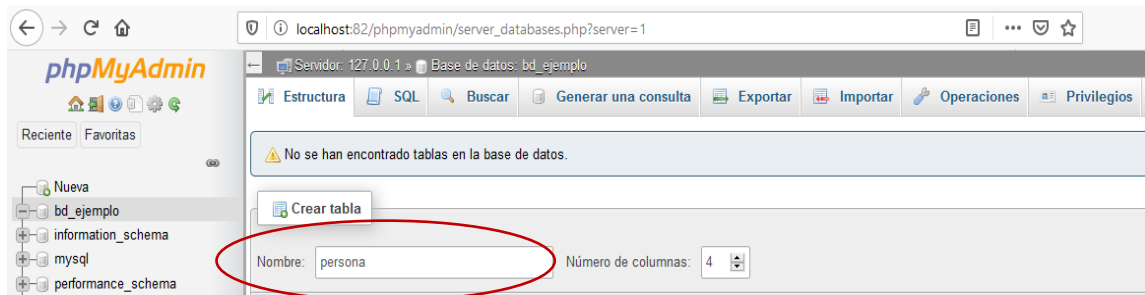 localhost:82/phpmyadmin/server_databases.php?server=1
phpMyAdmin
Reciente Favoritas
Nueva
bd_ejemplo
information_schema
mysql
performance_schema
Servidor: 127.0.0.1 » Base de datos: bd_ejemplo
Estructura SQL Buscar Generar una consulta Exportar Importar Operaciones Privilegios
No se han encontrado tablas en la base de datos.
Crear tabla
Nombre: persona Número de columnas: 4